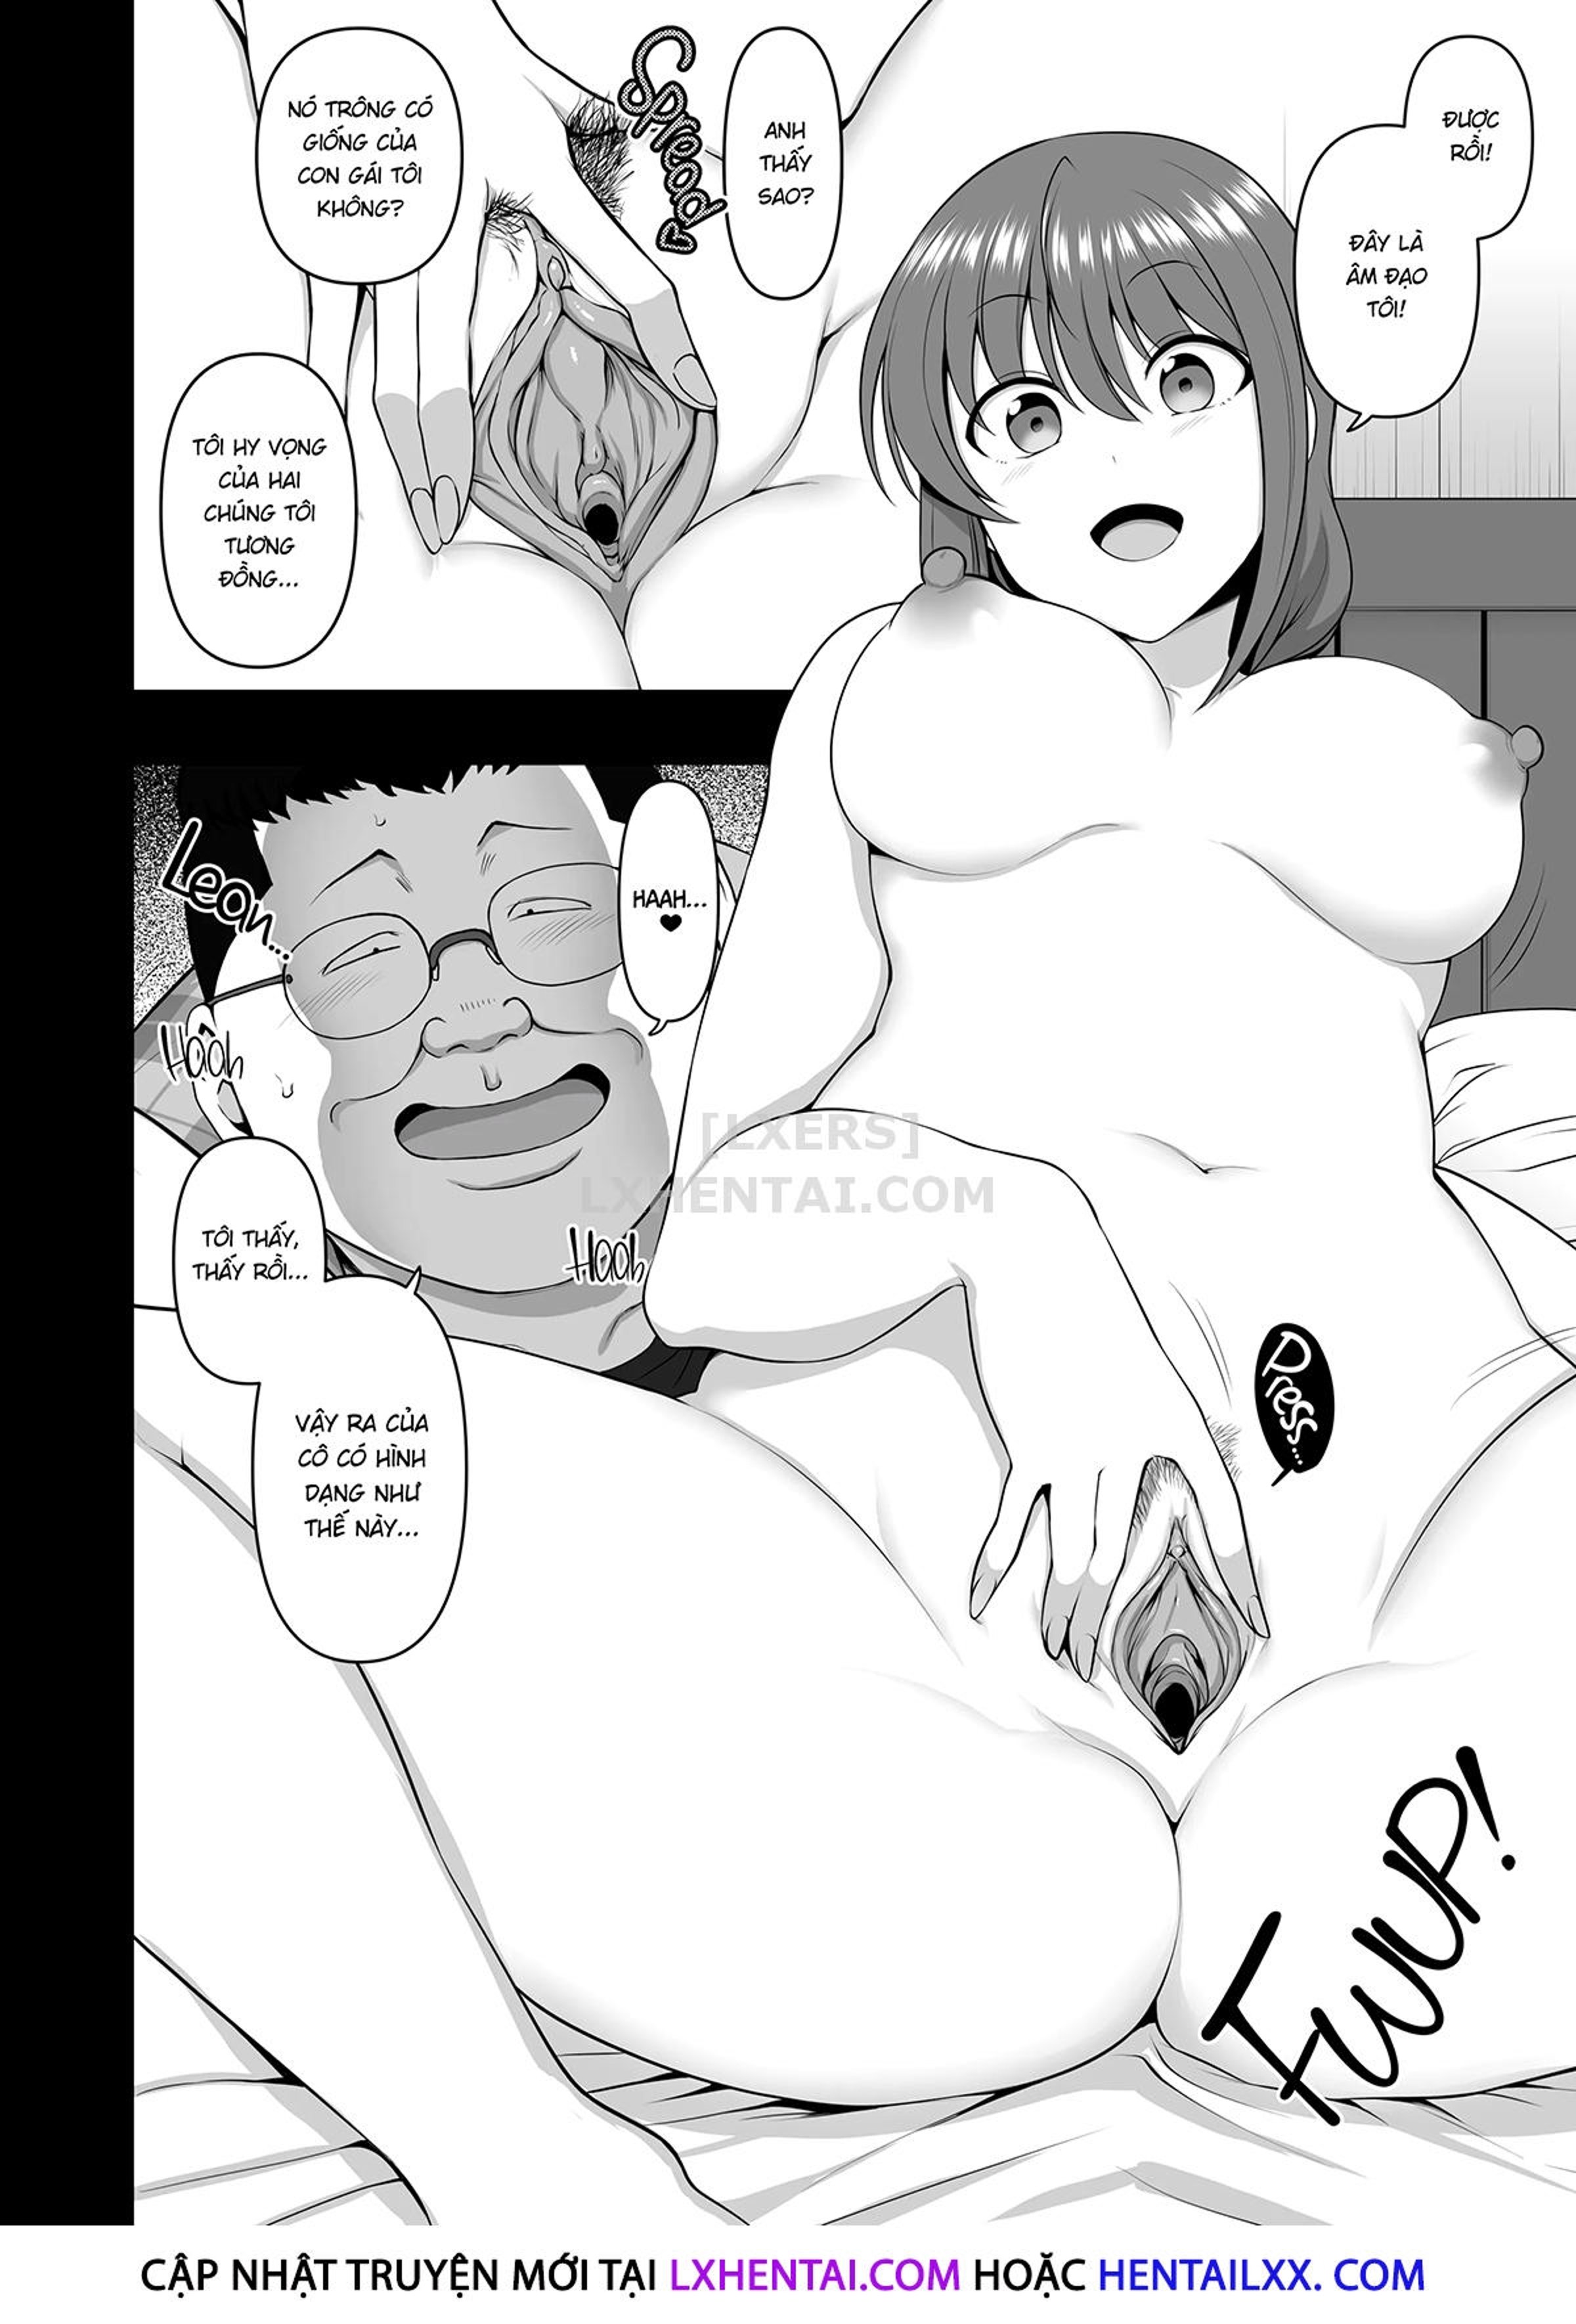 ĐƯỢC
RỒI!
ĐÂY LÀ
ÂM ĐẠO
TÔI!
ANH
THẤY
SAO?
Spread
NÓ TRÔNG CÓ
GIỐNG CỦA
CON GÁI TÔI
KHÔNG?
TÔI HY VỌNG
CỦA HAI
CHÚNG TÔI
TƯƠNG
ĐỒNG...
HAAH...
Lean...
Haah
Haah
TÔI THẤY,
THẤY RỒI...
VẬY RA CỦA
CÔ CÓ HÌNH
DẠNG NHƯ
THẾ NÀY...
[LXERS]
LXHENTAI.COM
Press...
FWUP!
CẬP NHẬT TRUYỆN MỚI TẠI LXHENTAI.COM HOẶC HENTAILXX. COM